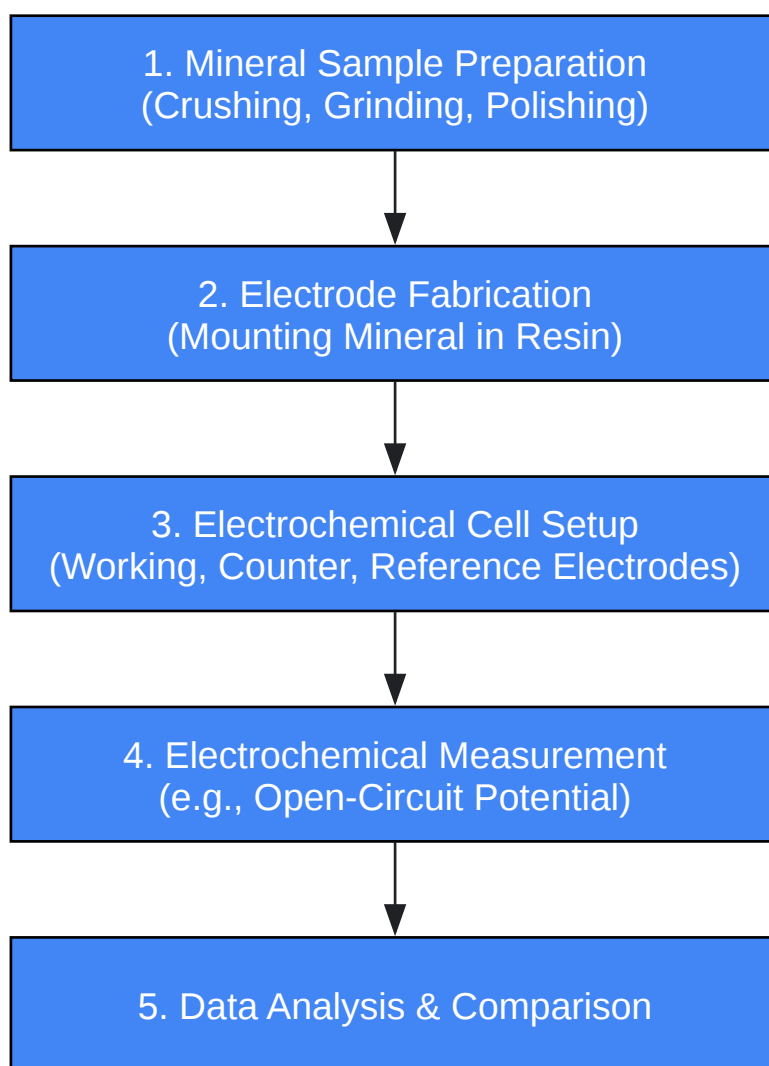 1. Mineral Sample Preparation
(Crushing, Grinding, Polishing)
2. Electrode Fabrication
(Mounting Mineral in Resin)
3. Electrochemical Cell Setup
(Working, Counter, Reference Electrodes)
4. Electrochemical Measurement
(e.g., Open-Circuit Potential)
5. Data Analysis & Comparison